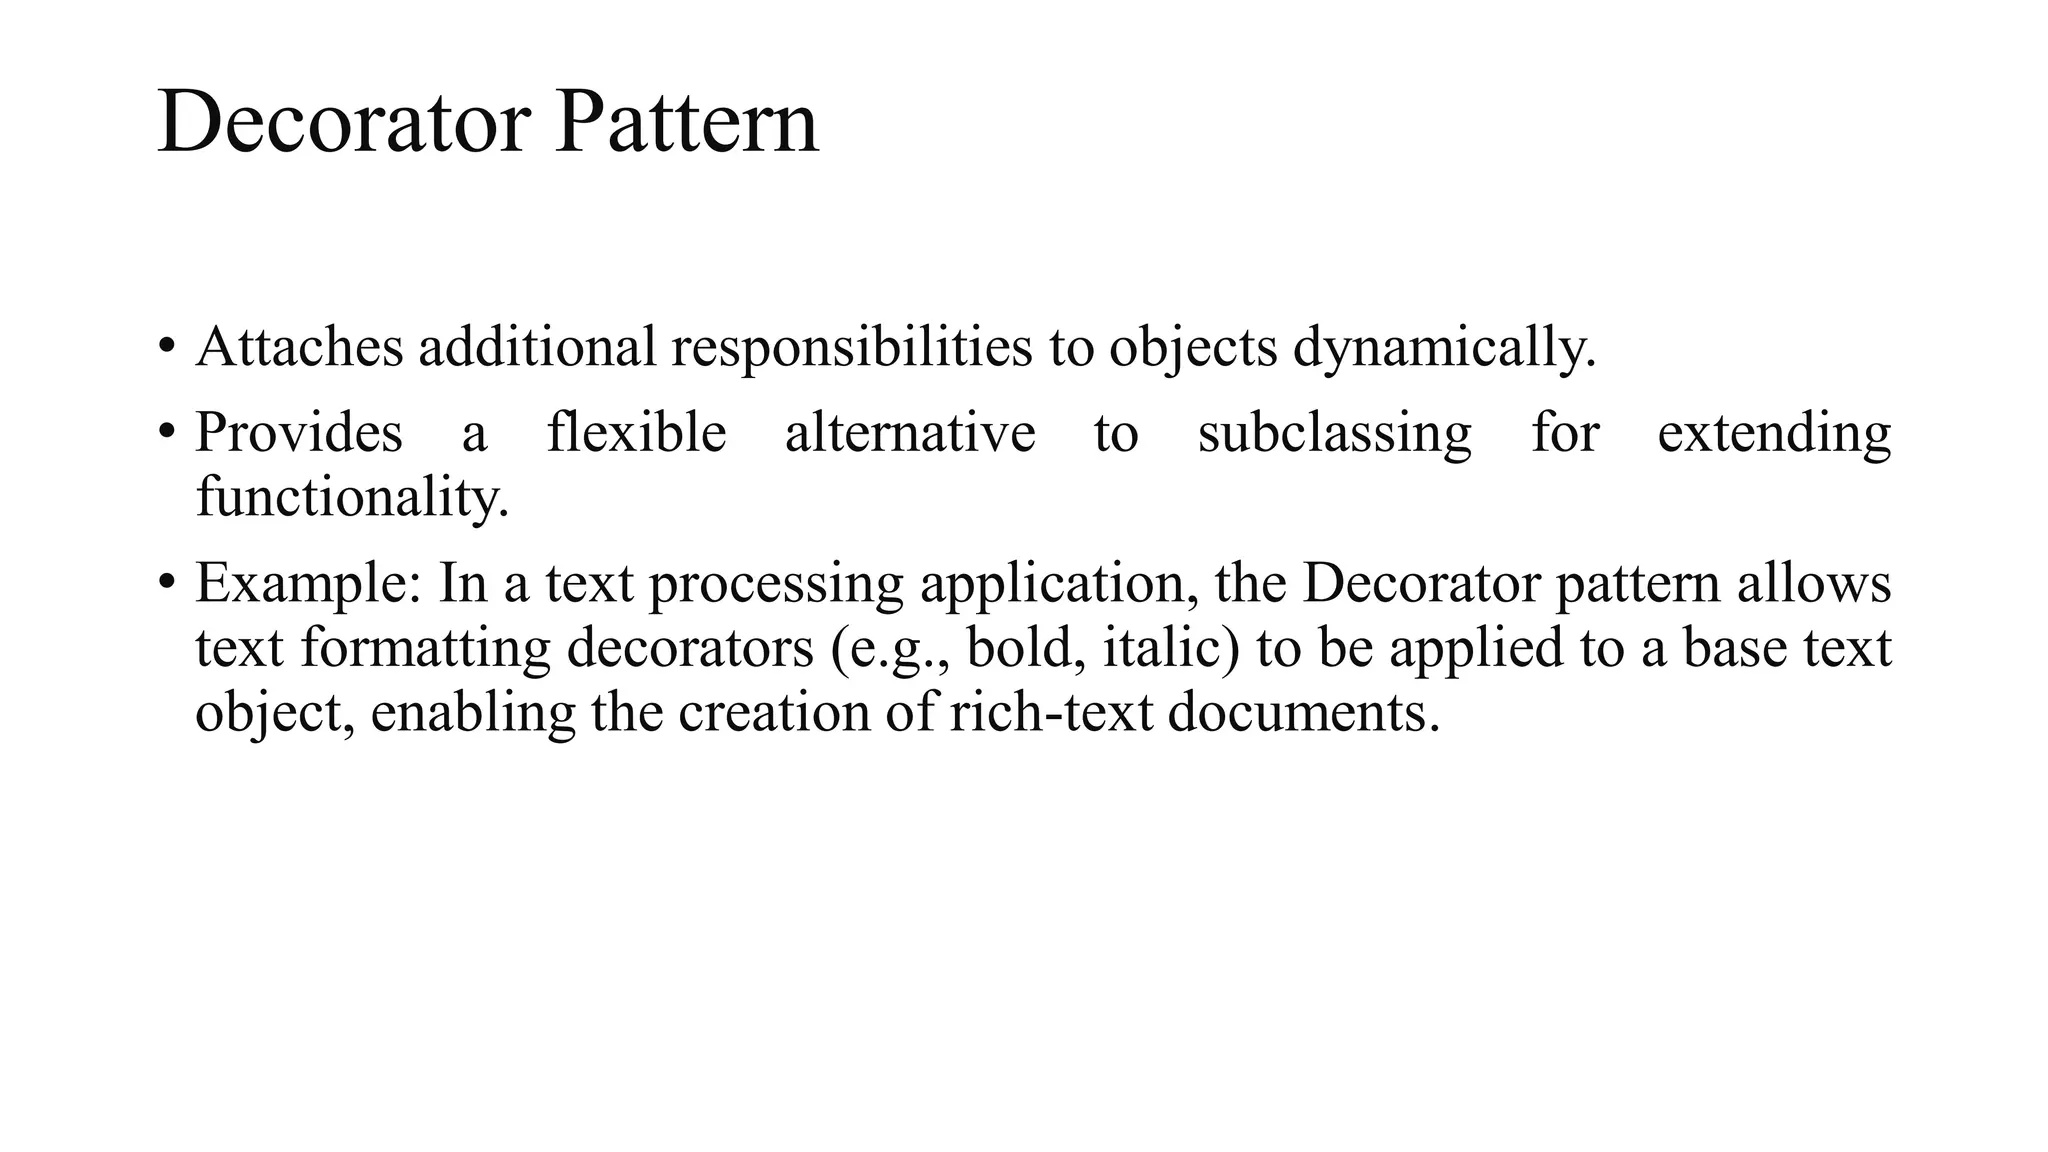 Decorator Pattern
• Attaches additional responsibilities to objects dynamically.
• Provides a flexible alternative to subclassing for extending
functionality.
• Example: In a text processing application, the Decorator pattern allows
text formatting decorators (e.g., bold, italic) to be applied to a base text
object, enabling the creation of rich-text documents.